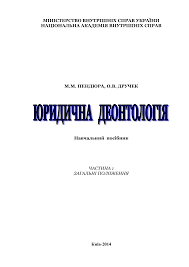 МІНІСТЕРСТВО ВНУТРІШНІХ СПРАВ УКРАЇНИ
НАЦІОНАЛЬНА АКАДЕМІЯ ВНУТРІШНІХ СПРАВ
М.М. ПЕНДЮРА, О.В. ДРУЧЕК
ЮРИДИЧНА ДЕОНТОЛОГІЯ
Навчальний посібник
ЧАСТИНА 1
ЗАГАЛЬНІ ПОЛОЖЕННЯ
Київ 2014